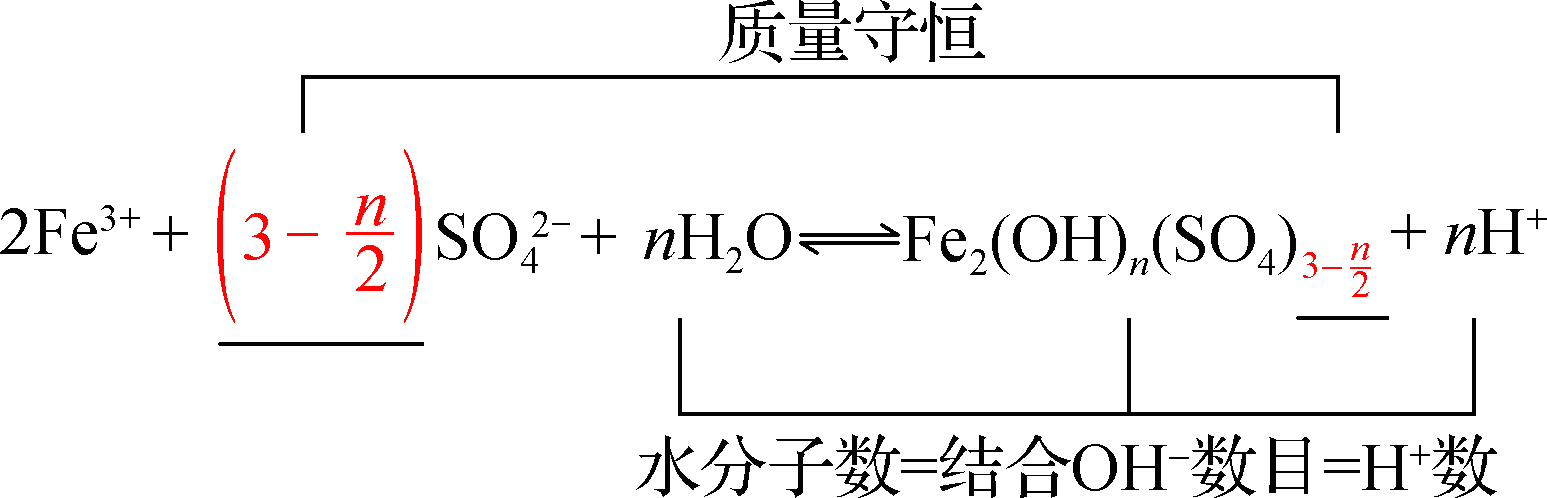 质量守恒
2Fe³⁺ + (3 − n/2)SO₄²⁻ + nH₂O ⇌ Fe₂(OH)ₙ(SO₄)₃₋ₙ/₂ + nH⁺
水分子数=结合OH⁻数目=H⁺数